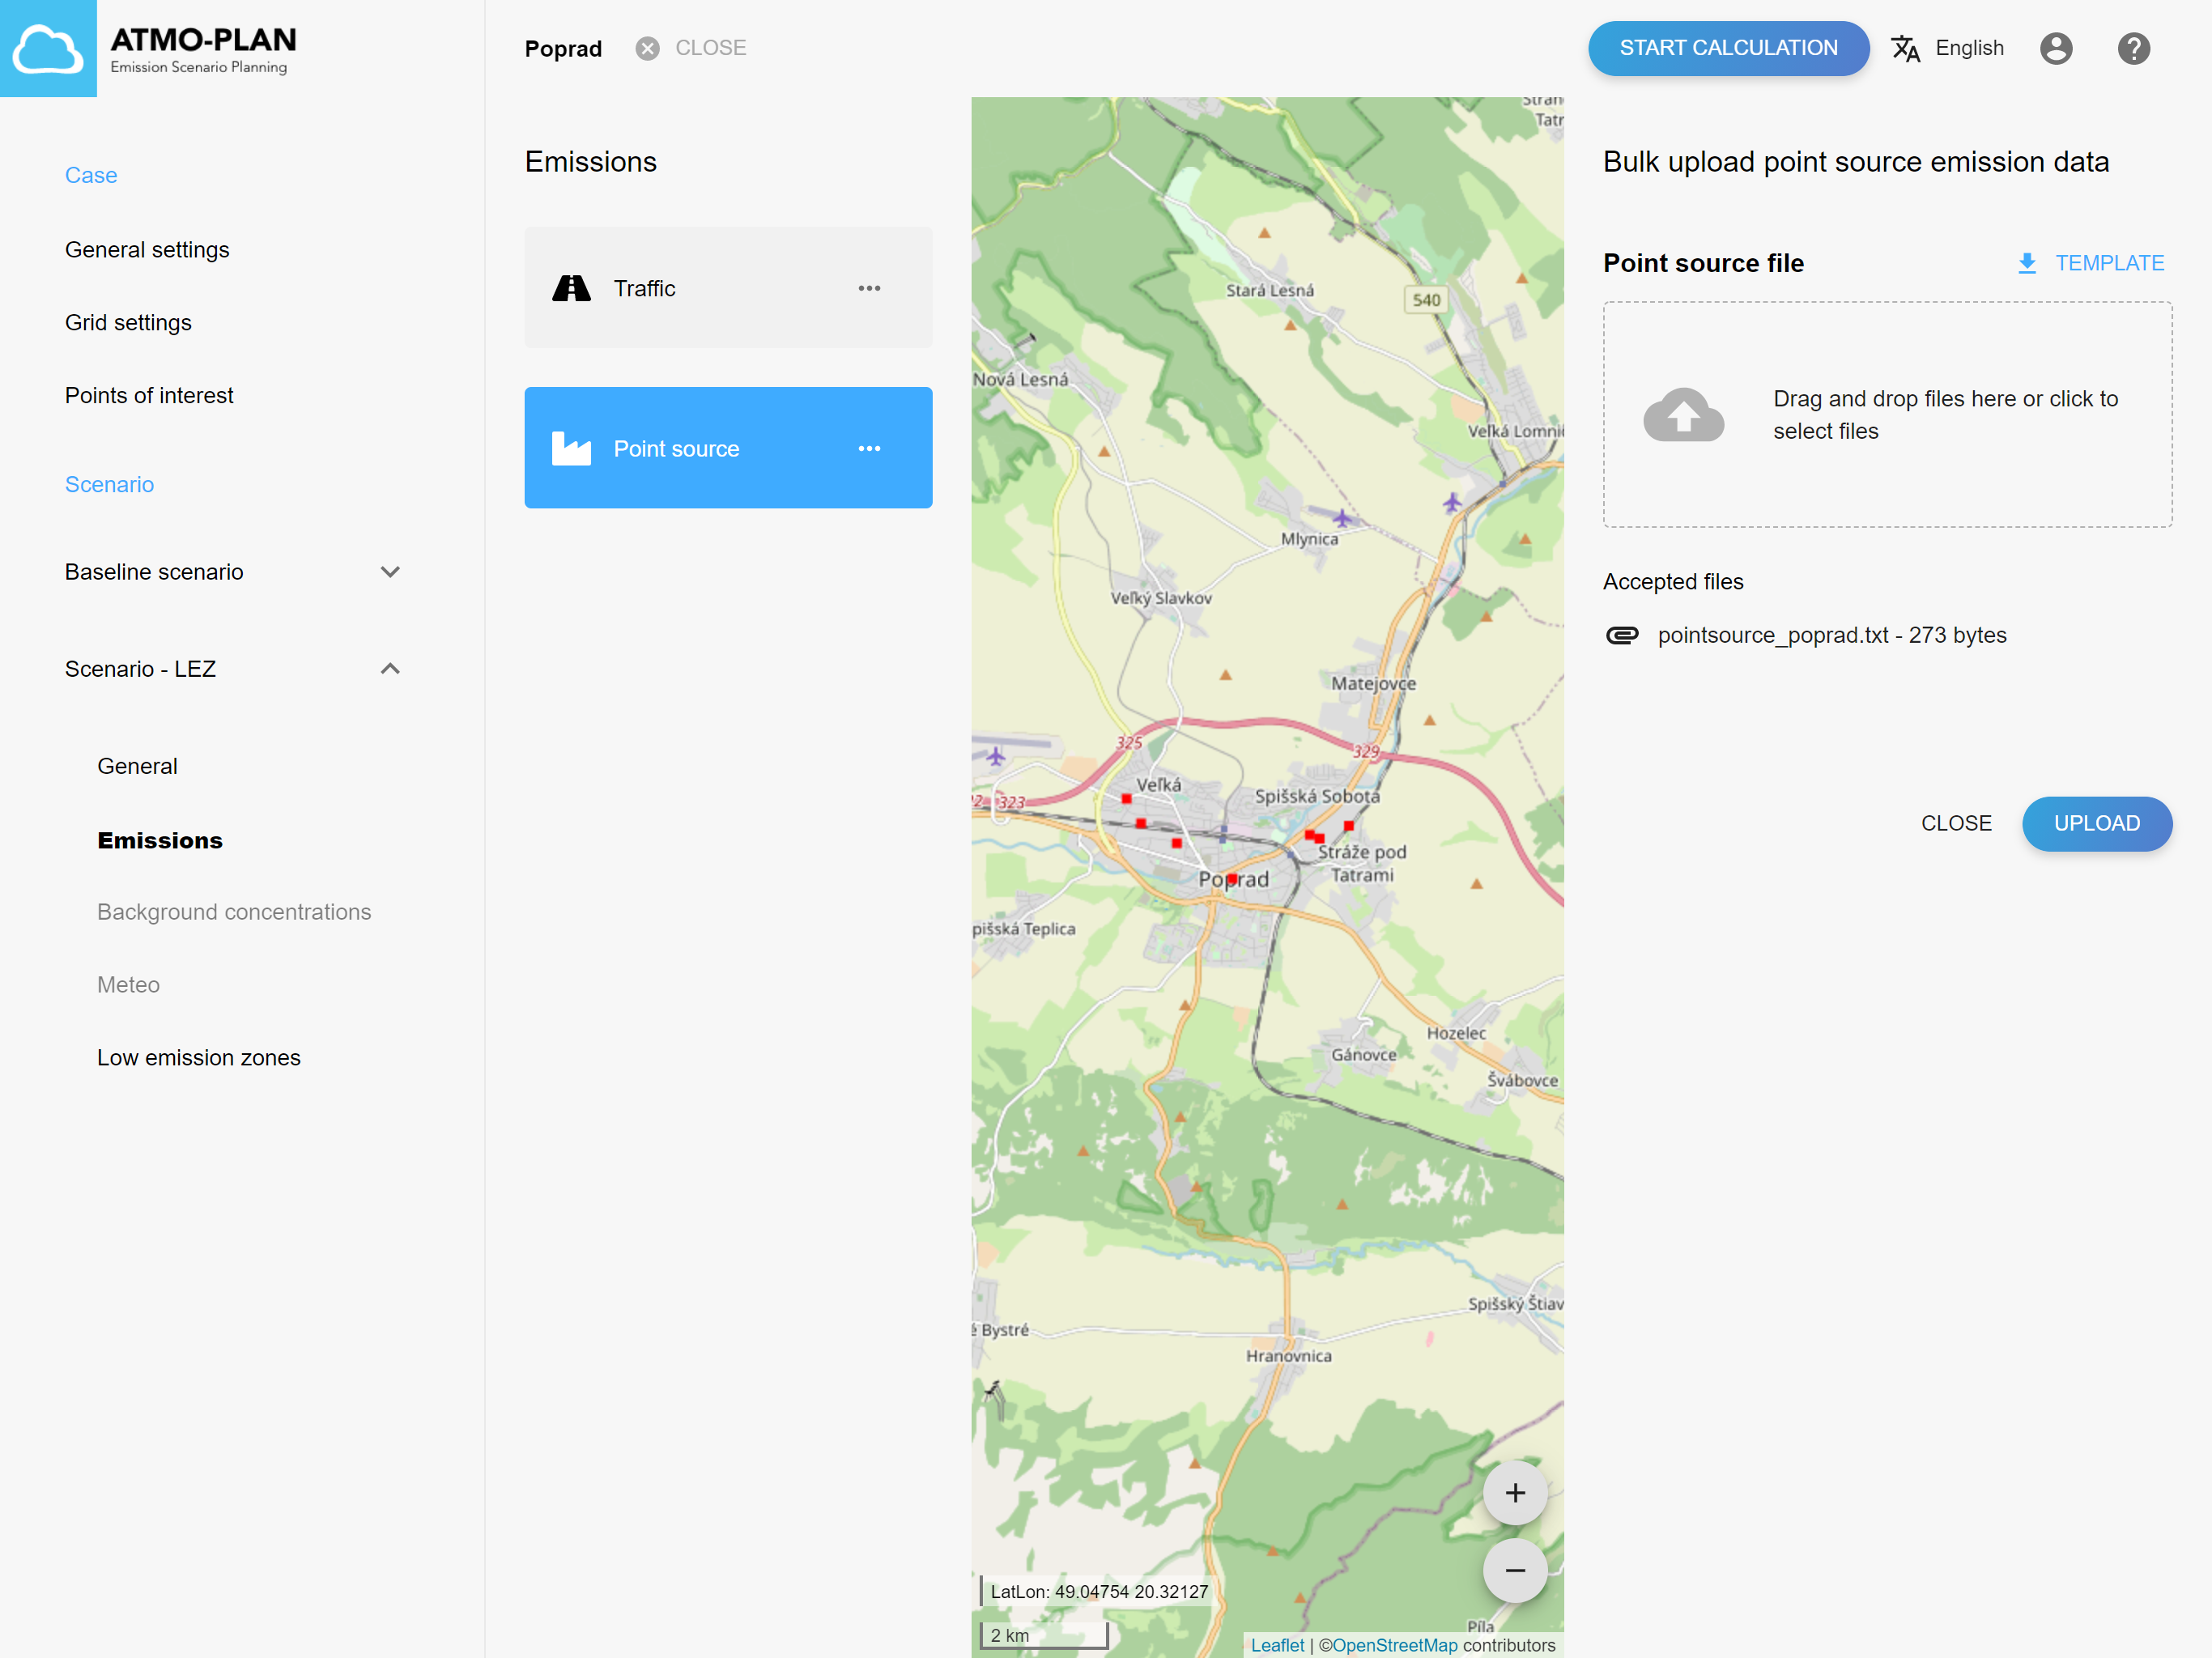 ATMO-PLAN
Emission Scenario Planning
Poprad
CLOSE
START CALCULATION
English
Case
General settings
Grid settings
Points of interest
Scenario
Baseline scenario
Scenario - LEZ
General
Emissions
Background concentrations
Meteo
Low emission zones
Emissions
Traffic
Point source
Tatr
Stará Lesná
540
Nová Lesná
Veľká Lomni
Mlynica
Veľký Slavkov
Matejovce
325
329
Veľká
Spišská Sobota
323
Stráže pod
Tatrami
Poprad
pišská Teplica
Hozelec
Gánovce
Švábovce
Spišský Štiav
é Bystré
Hranovnica
Píla
+
−
LatLon: 49.04754 20.32127
2 km
Leaflet | ©OpenStreetMap contributors
Bulk upload point source emission data
Point source file
TEMPLATE
Drag and drop files here or click to
select files
Accepted files
pointsource_poprad.txt - 273 bytes
CLOSE
UPLOAD